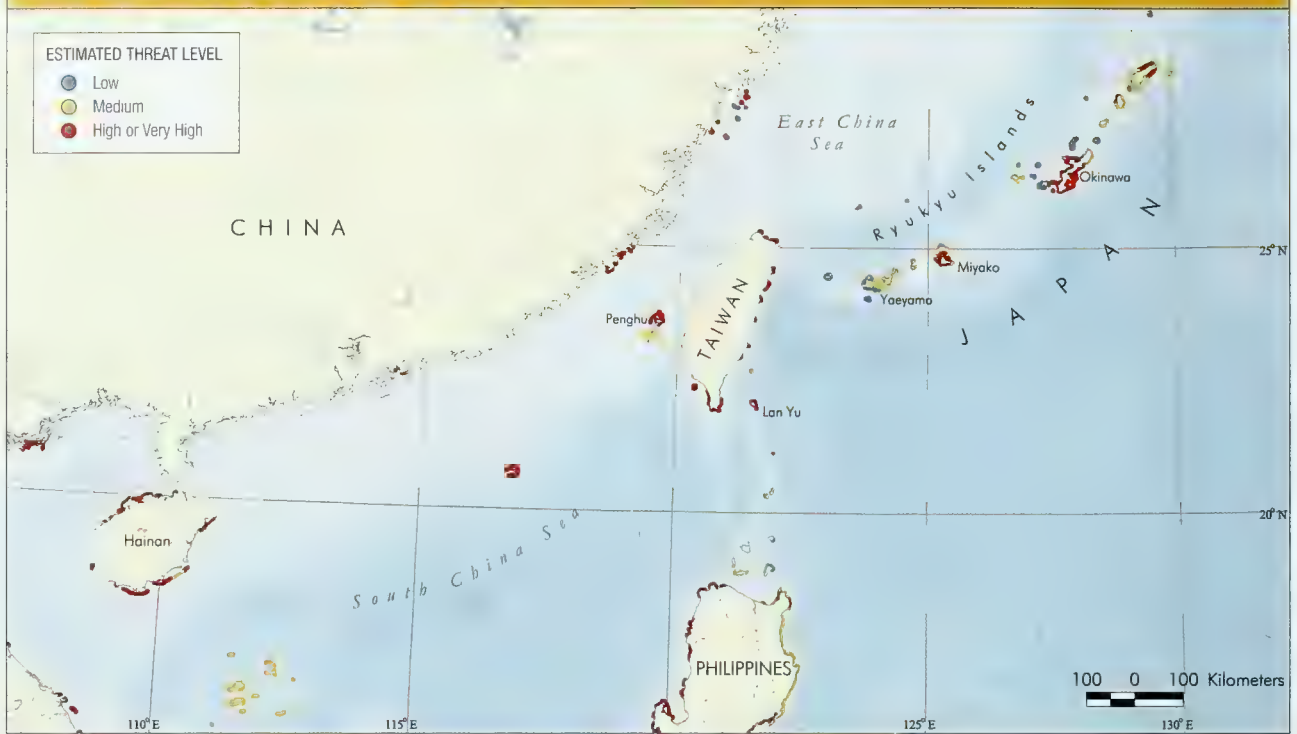 ESTIMATED THREAT LEVEL
Low
Medium
High or Very High
CHINA
East China
Sea
Ryukyu Islands
Okinawa
JAPAN
25°N
Miyako
Yaeyama
Penghu
TAIWAN
Lan Yu
20°N
Hainan
South China Sea
PHILIPPINES
100 0 100 Kilometers
110°E
115°E
125°E
130°E